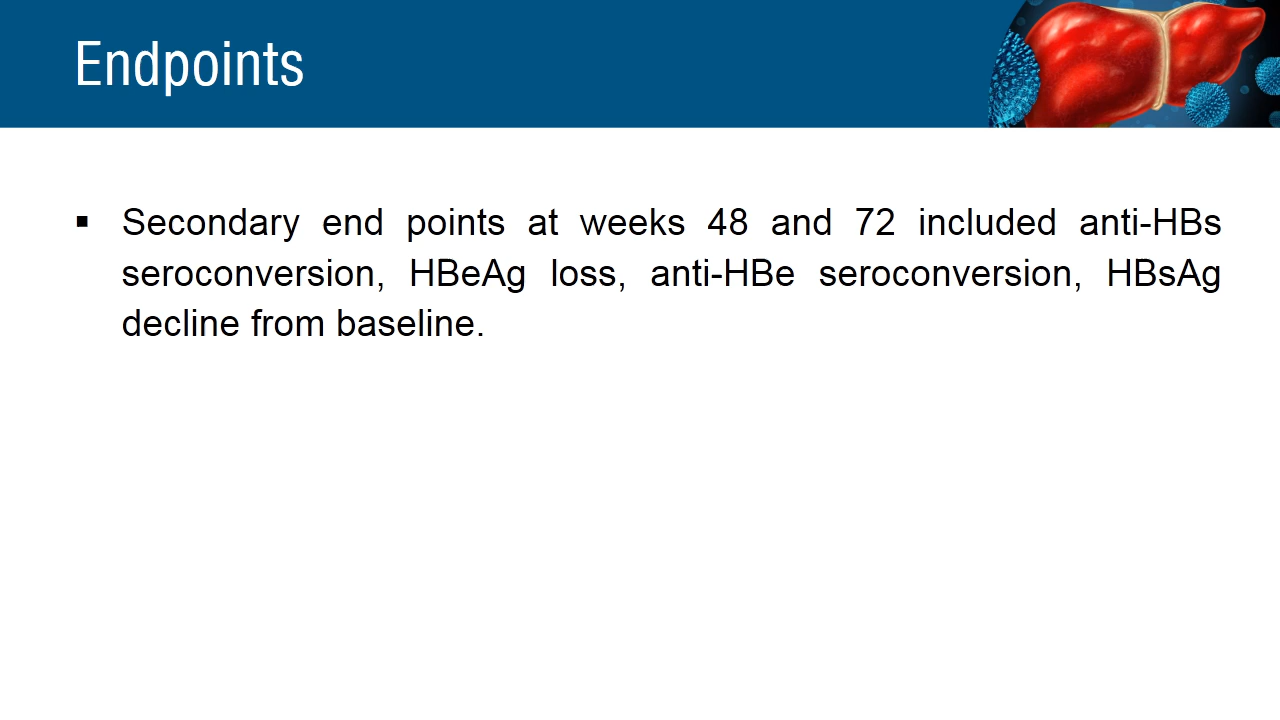 Endpoints
▪ Secondary end points at weeks 48 and 72 included anti-HBs
seroconversion, HBeAg loss, anti-HBe seroconversion, HBsAg
decline from baseline.